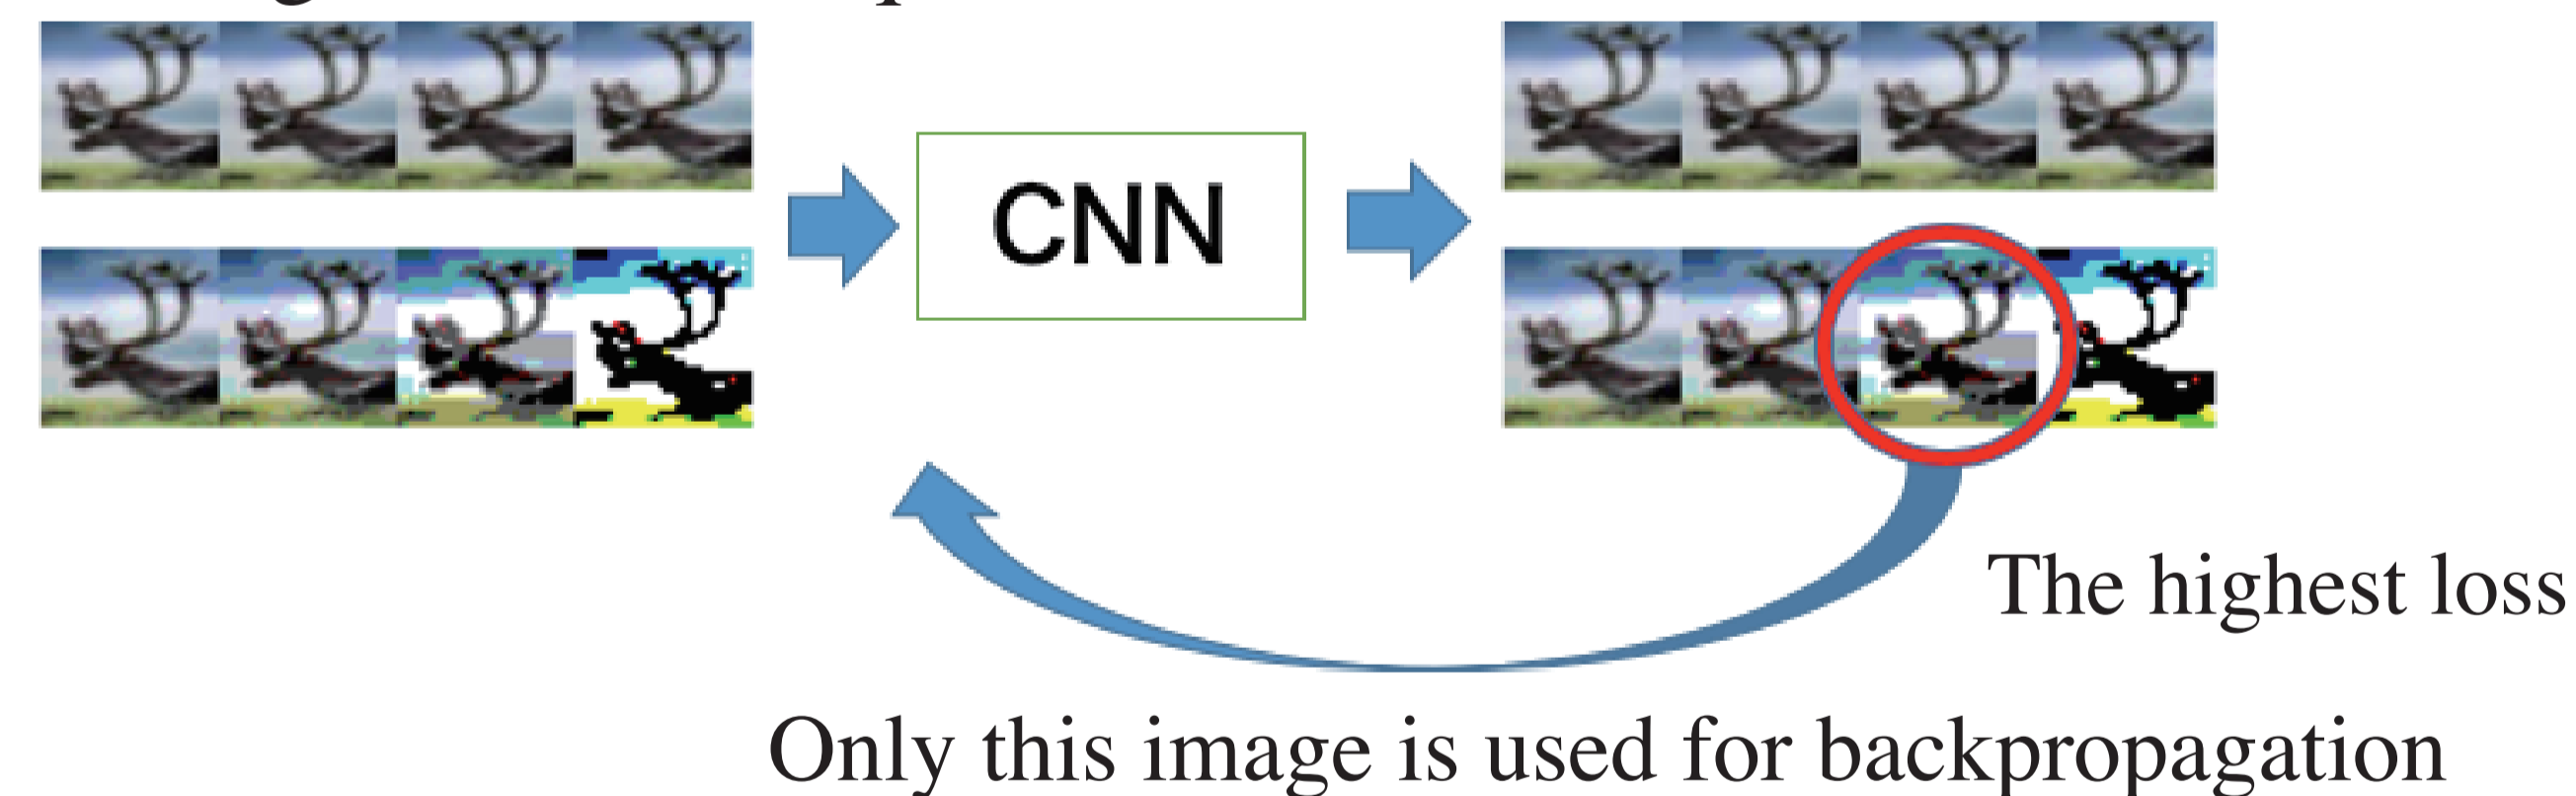 CNN
The highest loss
Only this image is used for backpropagation